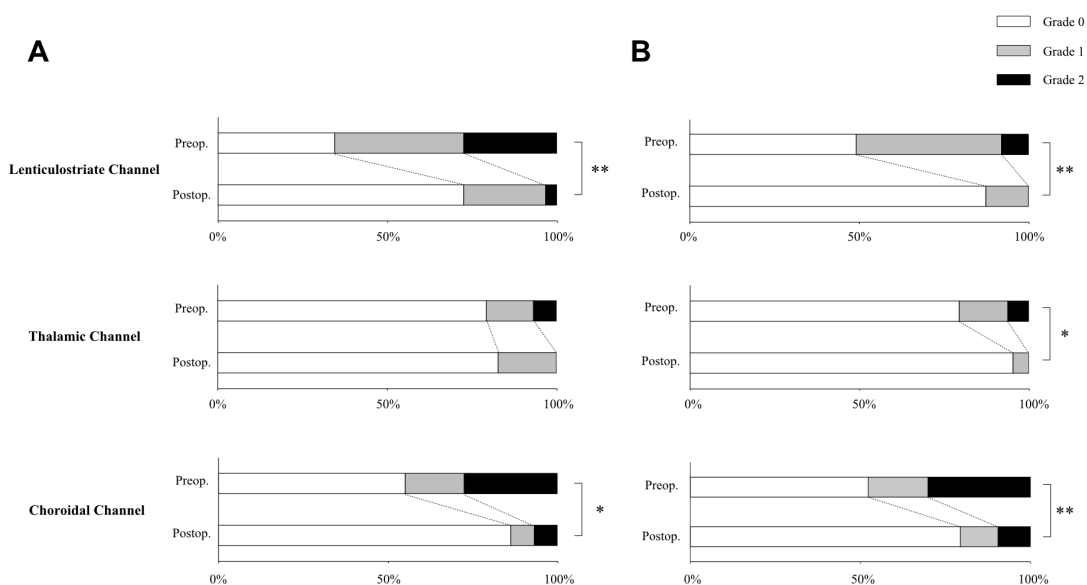 A
B
Grade 0
Grade 1
Grade 2
Lenticulostriate Channel
Preop.
Postop.
**
0%
50%
100%
Preop.
Postop.
**
0%
50%
100%
Thalamic Channel
Preop.
Postop.
0%
50%
100%
Preop.
Postop.
*
0%
50%
100%
Choroidal Channel
Preop.
Postop.
*
0%
50%
100%
Preop.
Postop.
**
0%
50%
100%